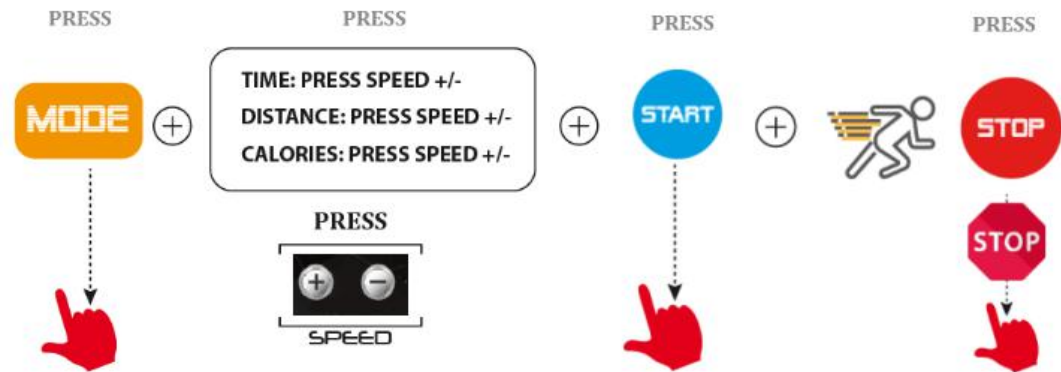 PRESS
PRESS
PRESS
PRESS
MODE
TIME: PRESS SPEED +/-
DISTANCE: PRESS SPEED +/-
CALORIES: PRESS SPEED +/-
START
STOP
PRESS
+ −
SPEED
STOP